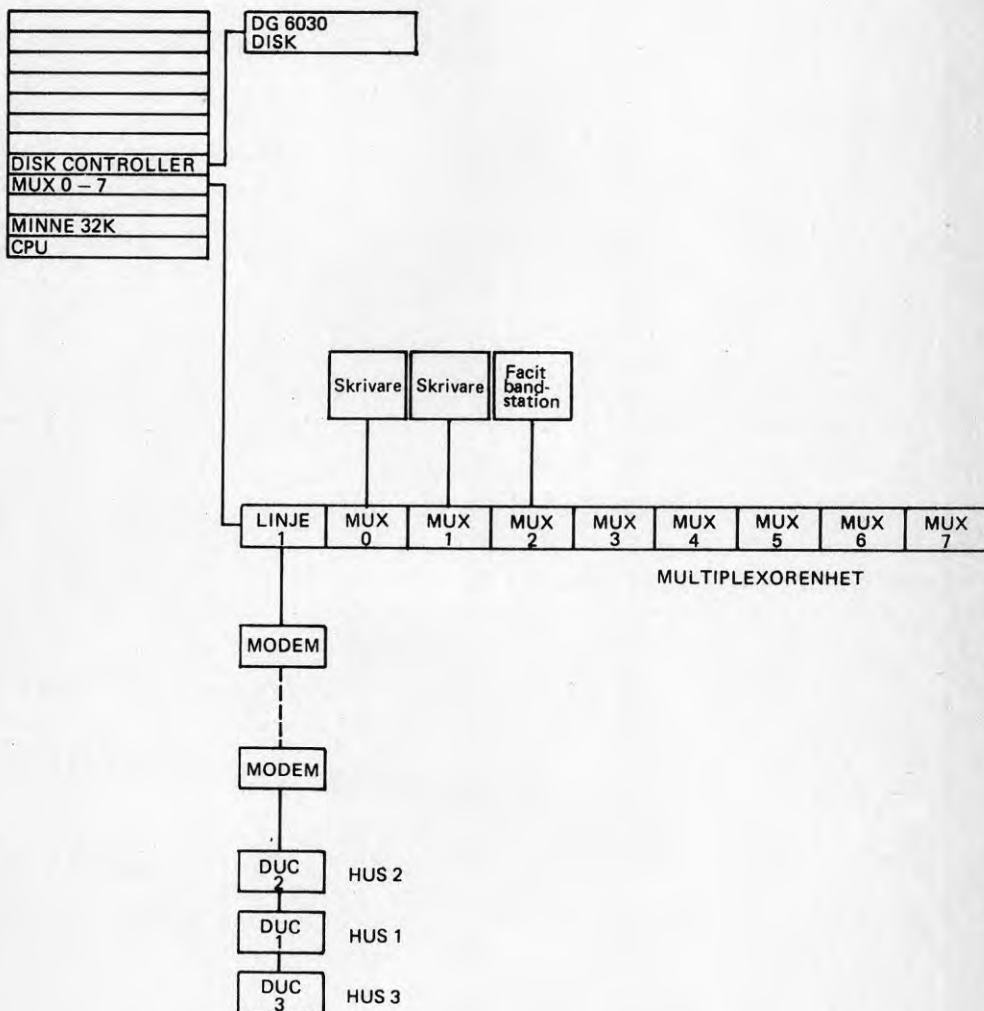 DG 6030
DISK
DISK CONTROLLER
MUX 0 – 7
MINNE 32K
CPU
Skrivare
Skrivare
Facit
band-
station
LINJE
1
MUX
0
MUX
1
MUX
2
MUX
3
MUX
4
MUX
5
MUX
6
MUX
7
MULTIPLEXORENHET
MODEM
MODEM
DUC
2
HUS 2
DUC
1
HUS 1
DUC
3
HUS 3